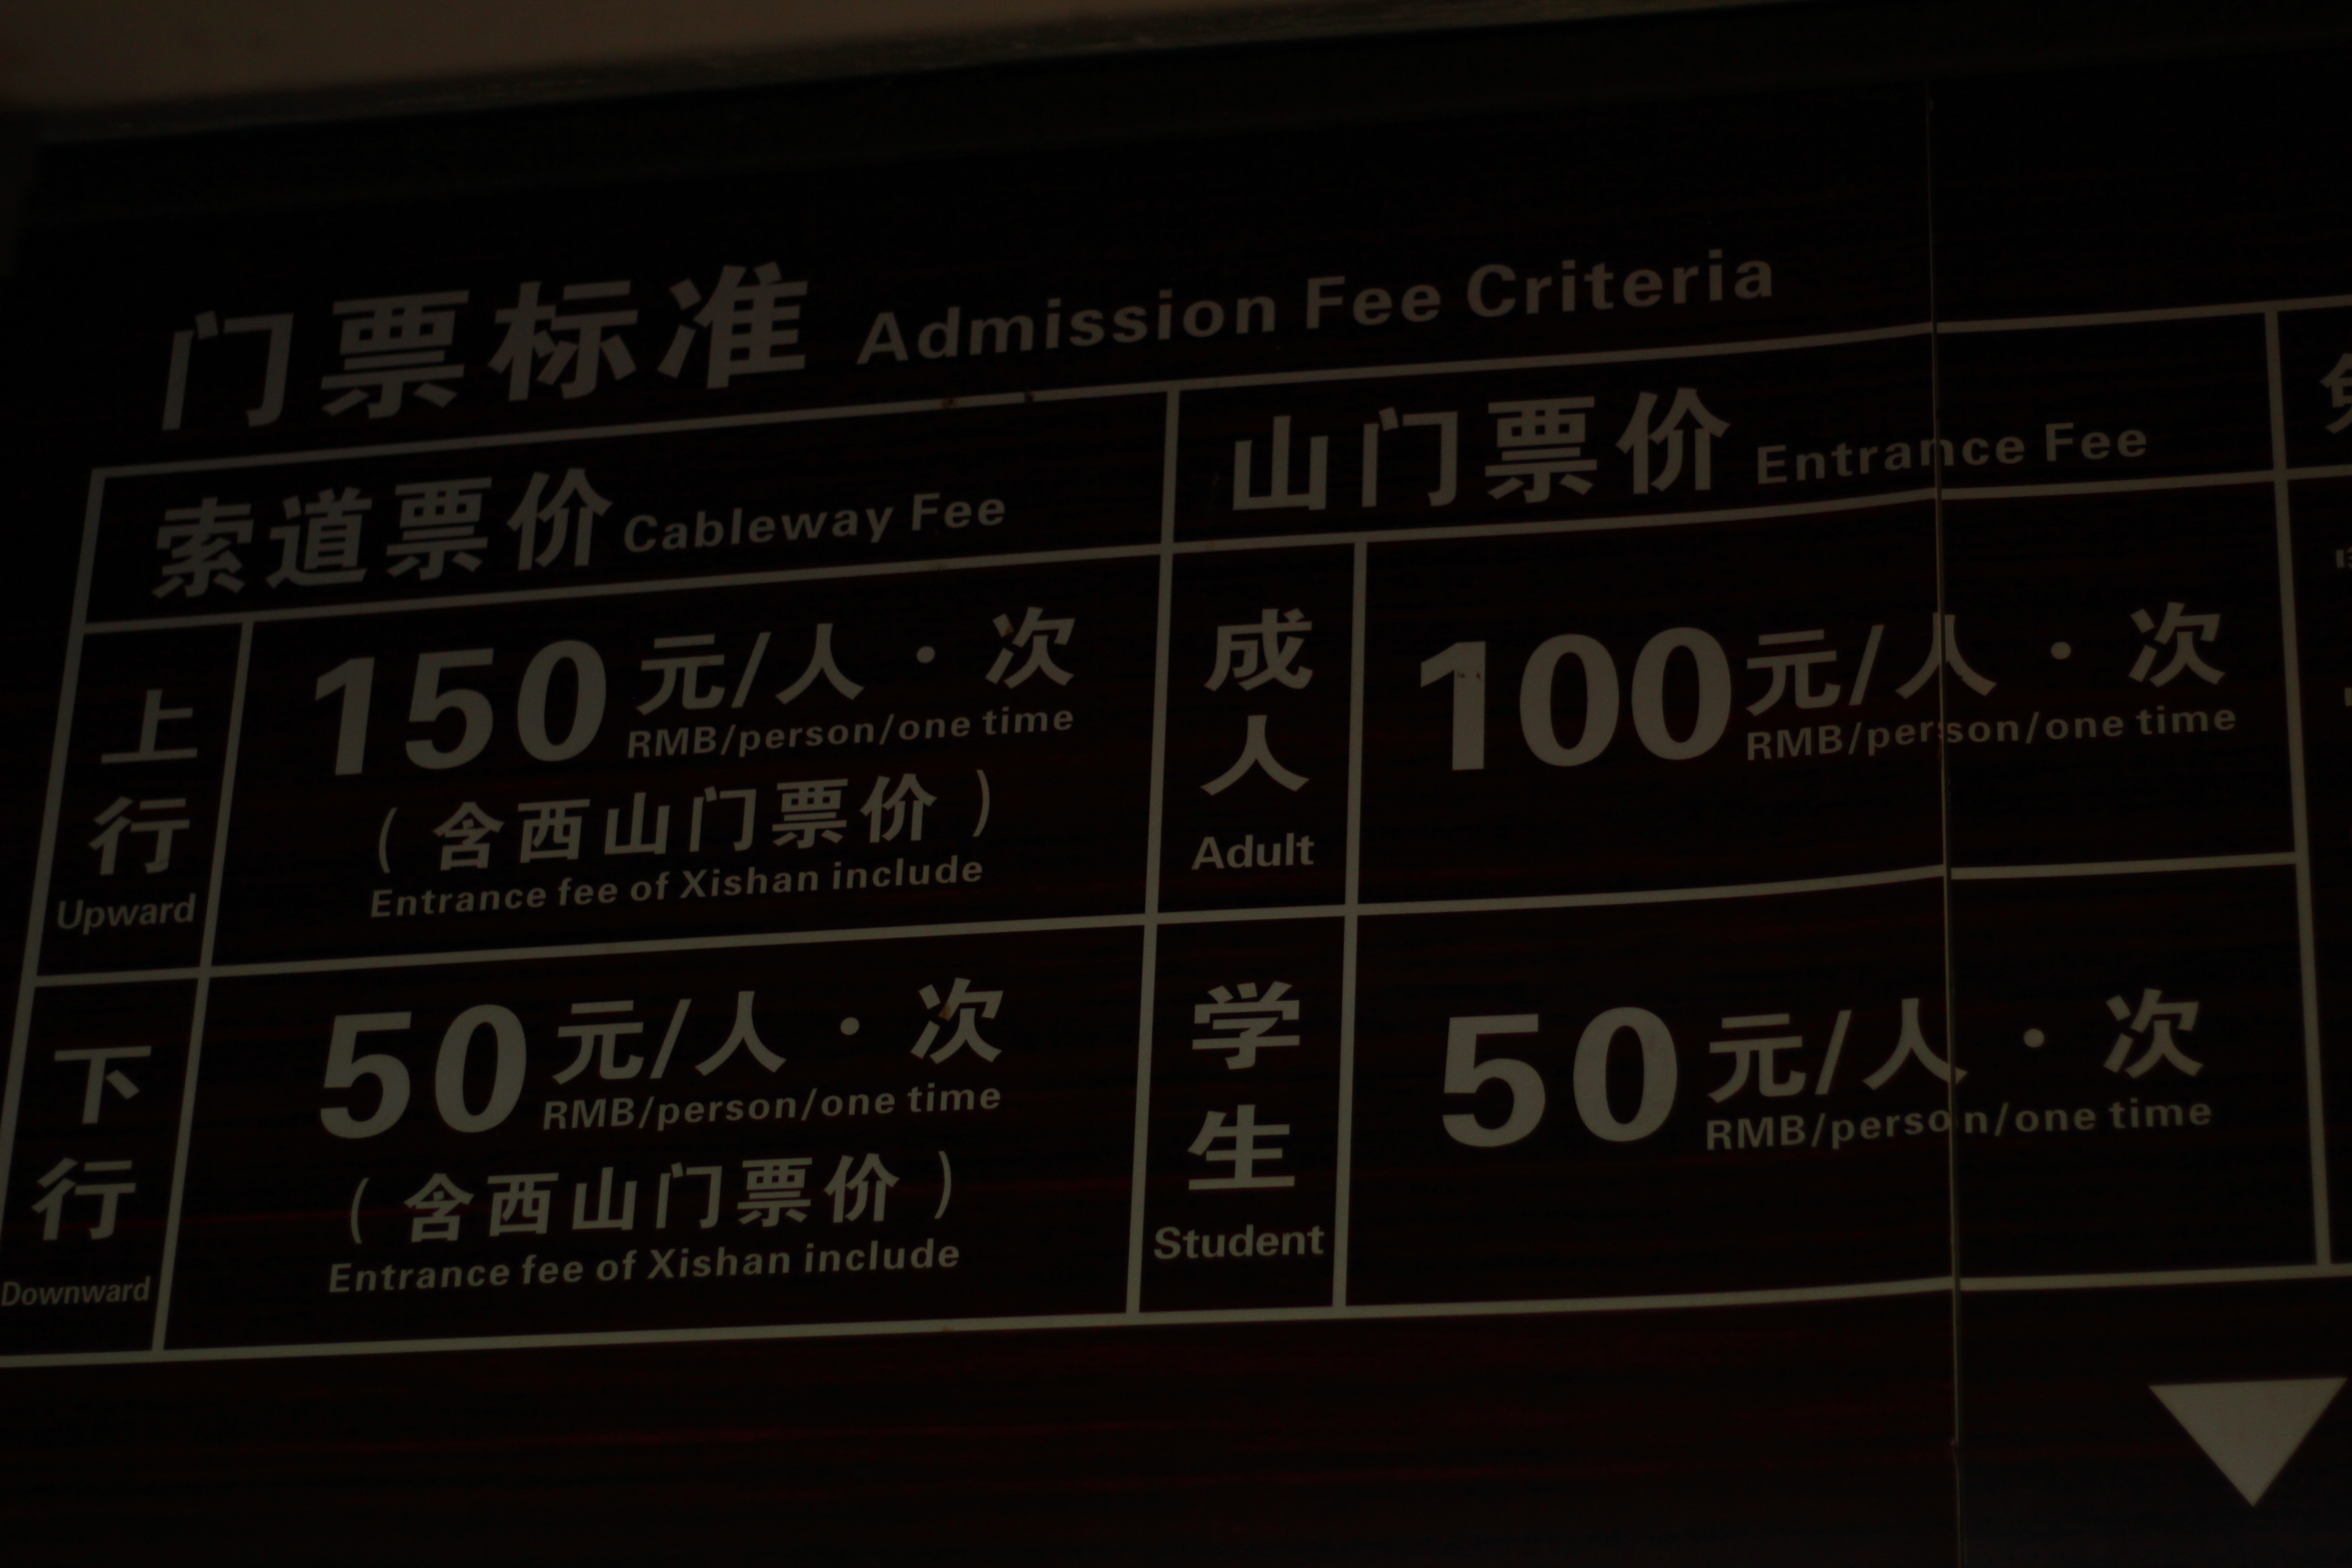 门票标准 Admission Fee Criteria
索道票价 Cableway Fee
山门票价 Entrance Fee
上行
Upward
150元/人·次
RMB/person/one time
(含西山门票价)
Entrance fee of Xishan include
成人
Adult
100元/人·次
RMB/person/one time
下行
Downward
50元/人·次
RMB/person/one time
(含西山门票价)
Entrance fee of Xishan include
学生
Student
50元/人·次
RMB/person/one time